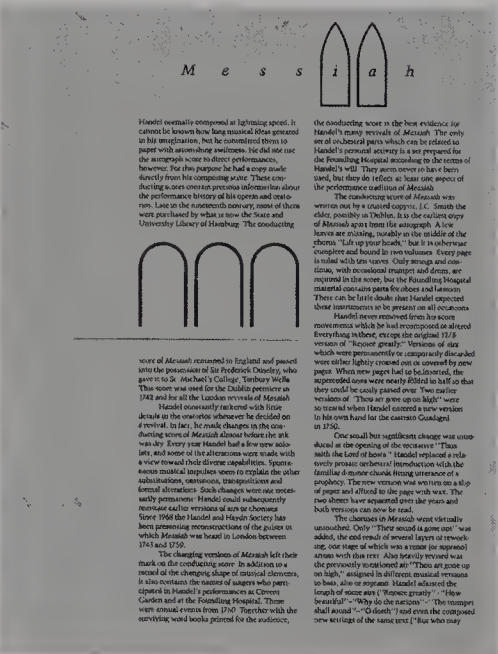 Messiah
Handel normally composed at lightning speed. It
cannot be known how long musical ideas gestated
in his imagination, but he committed them to
paper with astonishing swiftness. He did not use
the autograph score to direct performances,
however. For this purpose he had a copy made
directly from his composing score. These con-
ducting scores contain precious information about
the performance history of his operas and orato-
rios. Late in the nineteenth century, most of them
were purchased by what is now the State and
University Library of Hamburg. The conducting
score of Messiah remained in England and passed
into the possession of Sir Frederick Ouseley, who
gave it to St. Michael's College, Tenbury Wells.
This score was used for the Dublin premiere in
1742 and for all the London revivals of Messiah.
Handel constantly tinkered with little
details in the oratorios whenever he decided on
a revival. In fact, he made changes in the con-
ducting score of Messiah almost before the ink
was dry. Every year Handel had a few new solo-
ists, and some of the alterations were made with
a view toward their diverse capabilities. Sponta-
neous musical impulses seem to explain the other
substitutions, omissions, transpositions and
formal alterations. Such changes were not neces-
sarily permanent. Handel could subsequently
reinstate earlier versions of airs or choruses.
Since 1968 the Handel and Haydn Society has
been presenting reconstructions of the guises in
which Messiah was heard in London between
1743 and 1759.
The changing versions of Messiah left their
mark on the conducting score. In addition to a
record of the changing shape of musical elements,
it also contains the names of singers who parti-
cipated in Handel's performances at Covent
Garden and at the Foundling Hospital. These
were annual events from 1750. Together with the
surviving word books printed for the audience,
the conducting score is the best evidence for
Handel's many revivals of Messiah. The only
set of orchestral parts which can be related to
Handel's personal activity is a set prepared for
the Foundling Hospital according to the terms of
Handel's will. They seem never to have been
used, but they do reflect at least one aspect of
the performance tradition of Messiah.
The conducting score of Messiah was
written out by a trusted copyist, J.C. Smith the
elder, possibly in Dublin. It is the earliest copy
of Messiah apart from the autograph. A few
leaves are missing, notably in the middle of the
chorus "Lift up your heads," but it is otherwise
complete and bound in two volumes. Every page
is ruled with ten staves. Only strings and con-
tinuo, with occasional trumpet and drums, are
required in the score, but the Foundling Hospital
material contains parts for oboes and bassoon.
There can be little doubt that Handel expected
these instruments to be present on all occasions.
Handel never removed from his score
movements which he had recomposed or altered.
Everything is there, except the original 12/8
version of "Rejoice greatly." Versions of airs
which were permanently or temporarily discarded
were either lightly crossed out or covered by new
pages. When new pages had to be inserted, the
superceded ones were neatly folded in half so that
they could be easily passed over. Two earlier
versions of "Thou art gone up on high" were
so treated when Handel entered a new version
in his own hand for the castrato Guadagni
in 1750.
One small but significant change was intro-
duced at the opening of the recitative "Thus
saith the Lord of hosts." Handel replaced a rela-
tively prosaic orchestral introduction with the
familiar d-minor chords fitting utterance of a
prophecy. The new version was written on a slip
of paper and affixed to the page with wax. The
two sheets have separated over the years and
both versions can now be read.
The choruses in Messiah went virtually
untouched. Only "Their sound is gone out" was
added, the end result of several layers of rework-
ing, one stage of which was a tenor (or soprano)
arioso with this text. Also heavily revised was
the previously mentioned air "Thou art gone up
on high," assigned in different musical versions
to bass, alto or soprano. Handel adjusted the
length of some airs ("Rejoice greatly"-"How
beautiful"-"Why do the nations"-"The trumpet
shall sound"-"O death") and even the composed
new settings of the same text ("But who may